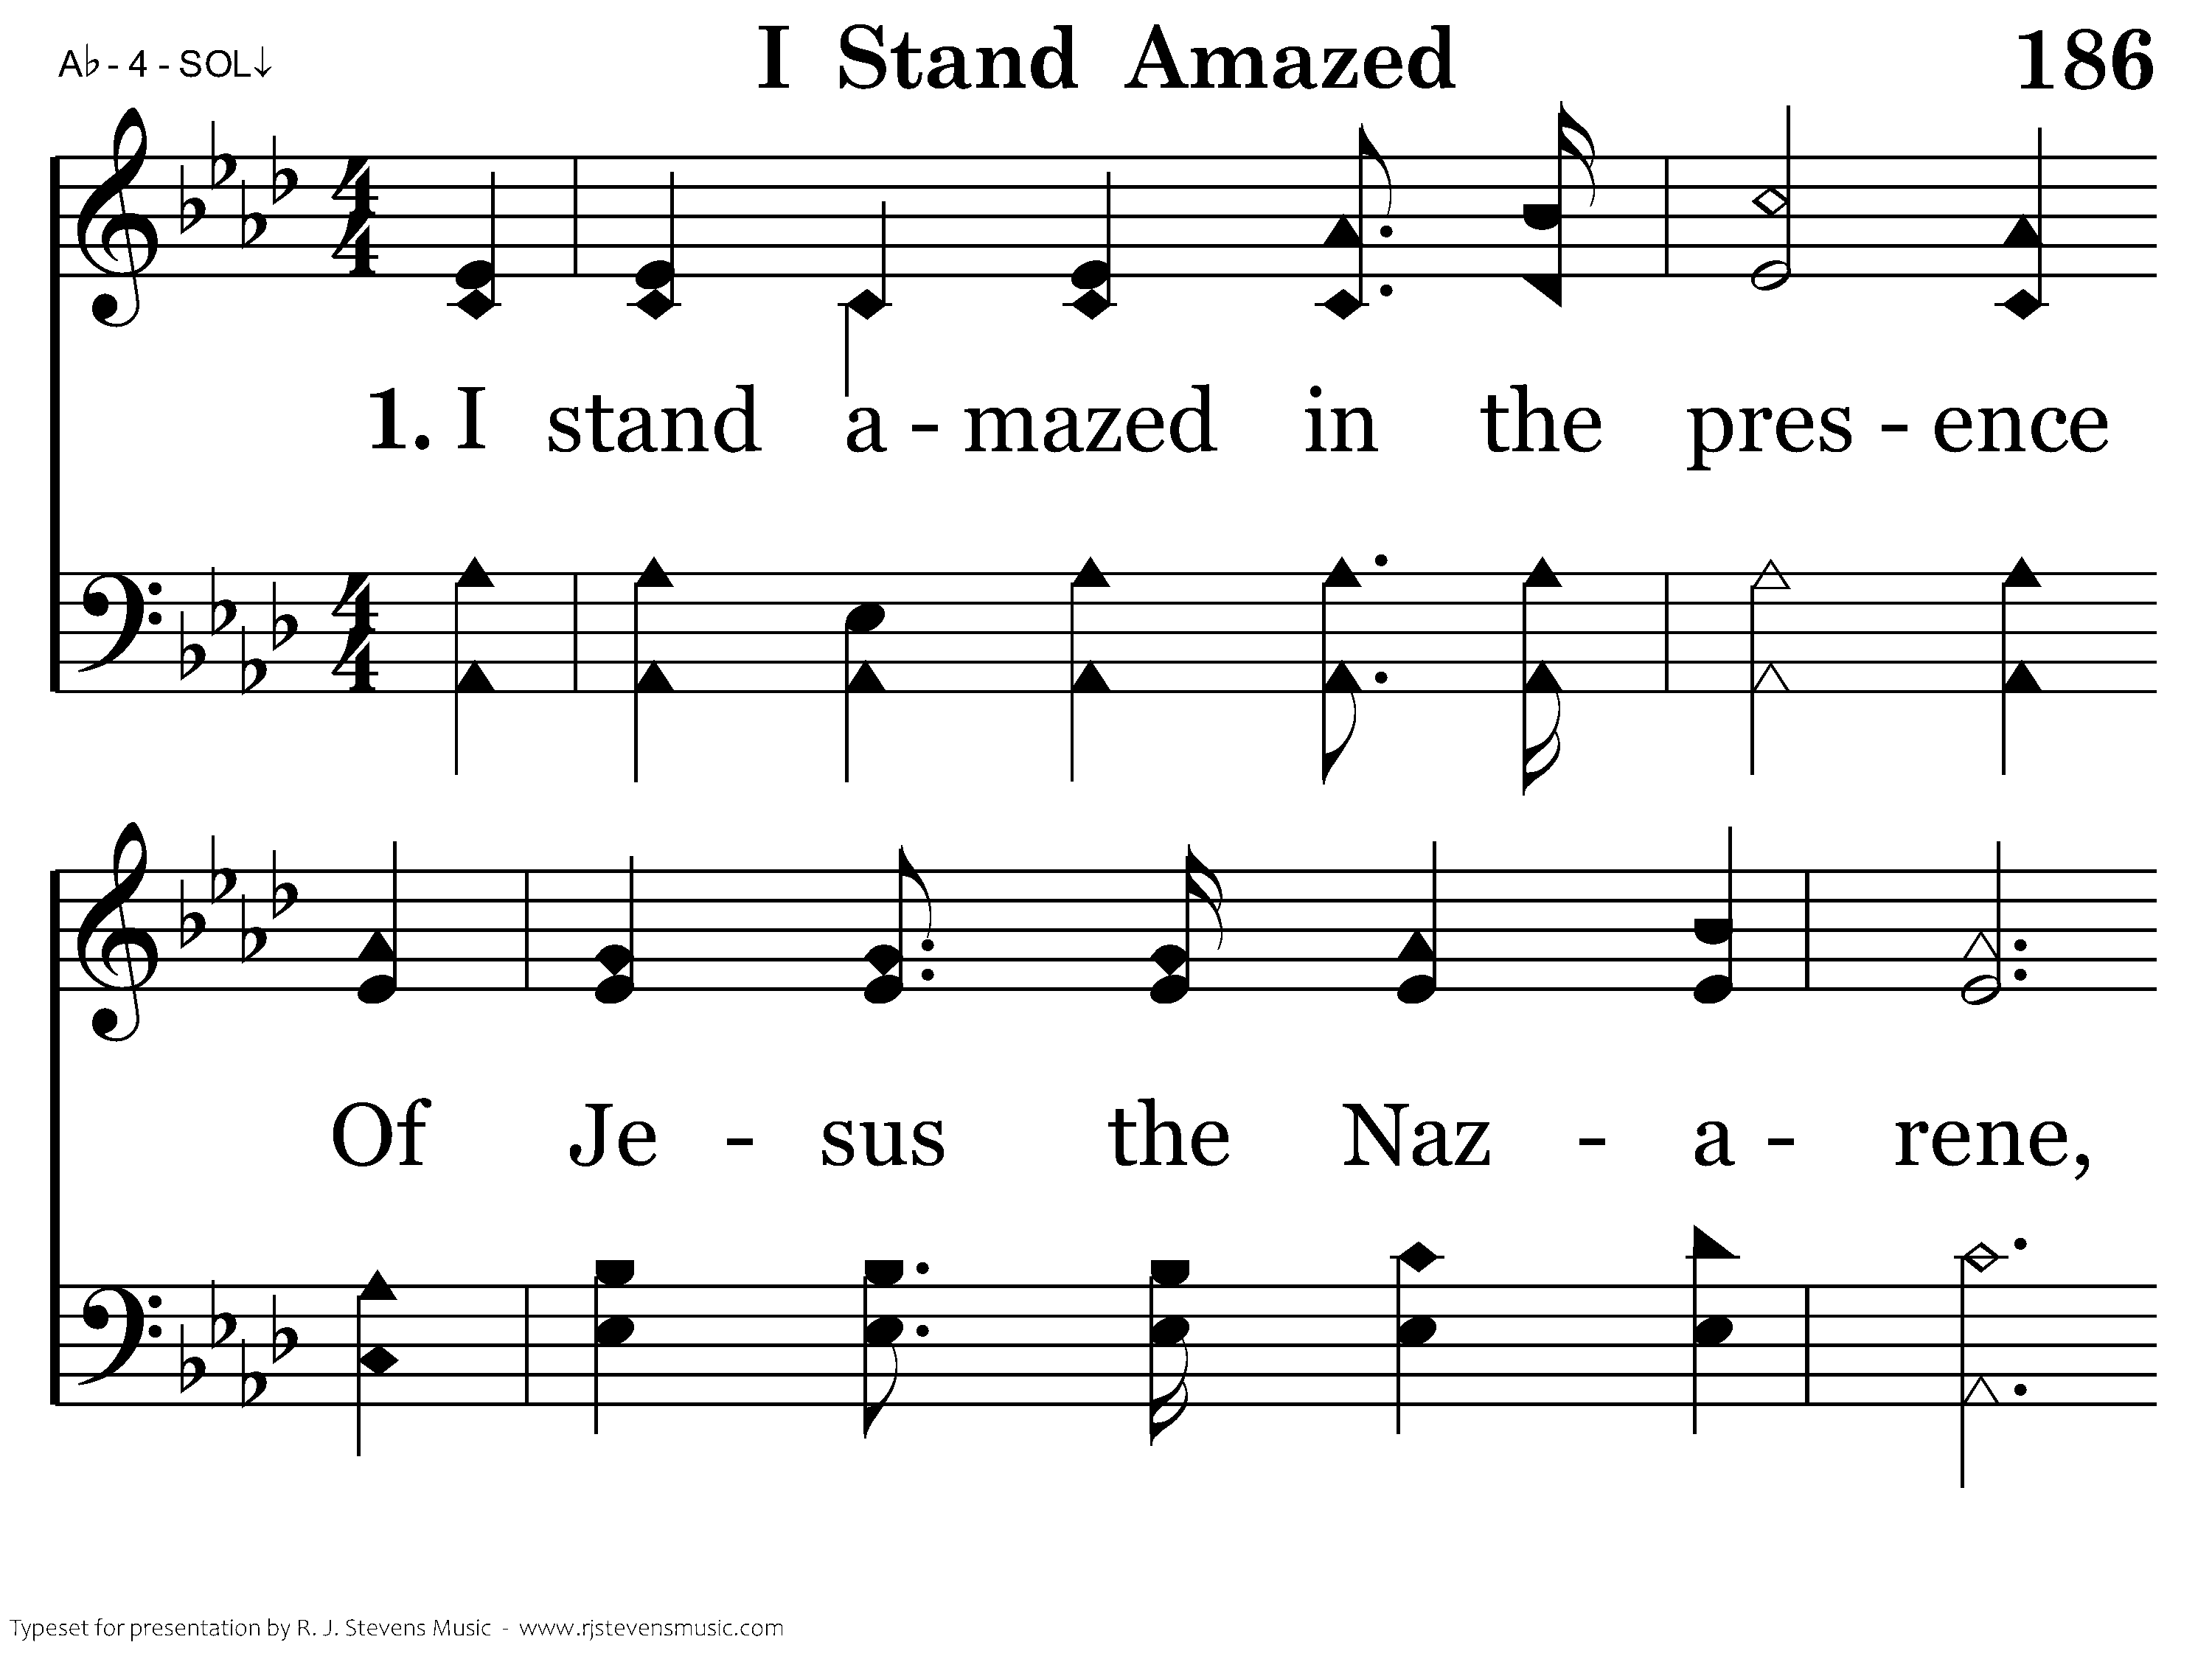 A♭ - 4 - SOL↓ I Stand Amazed 186
1. I stand a - mazed in the pres - ence
Of Je - sus the Naz - a - rene,
Typeset for presentation by R. J. Stevens Music - www.rjstevensmusic.com